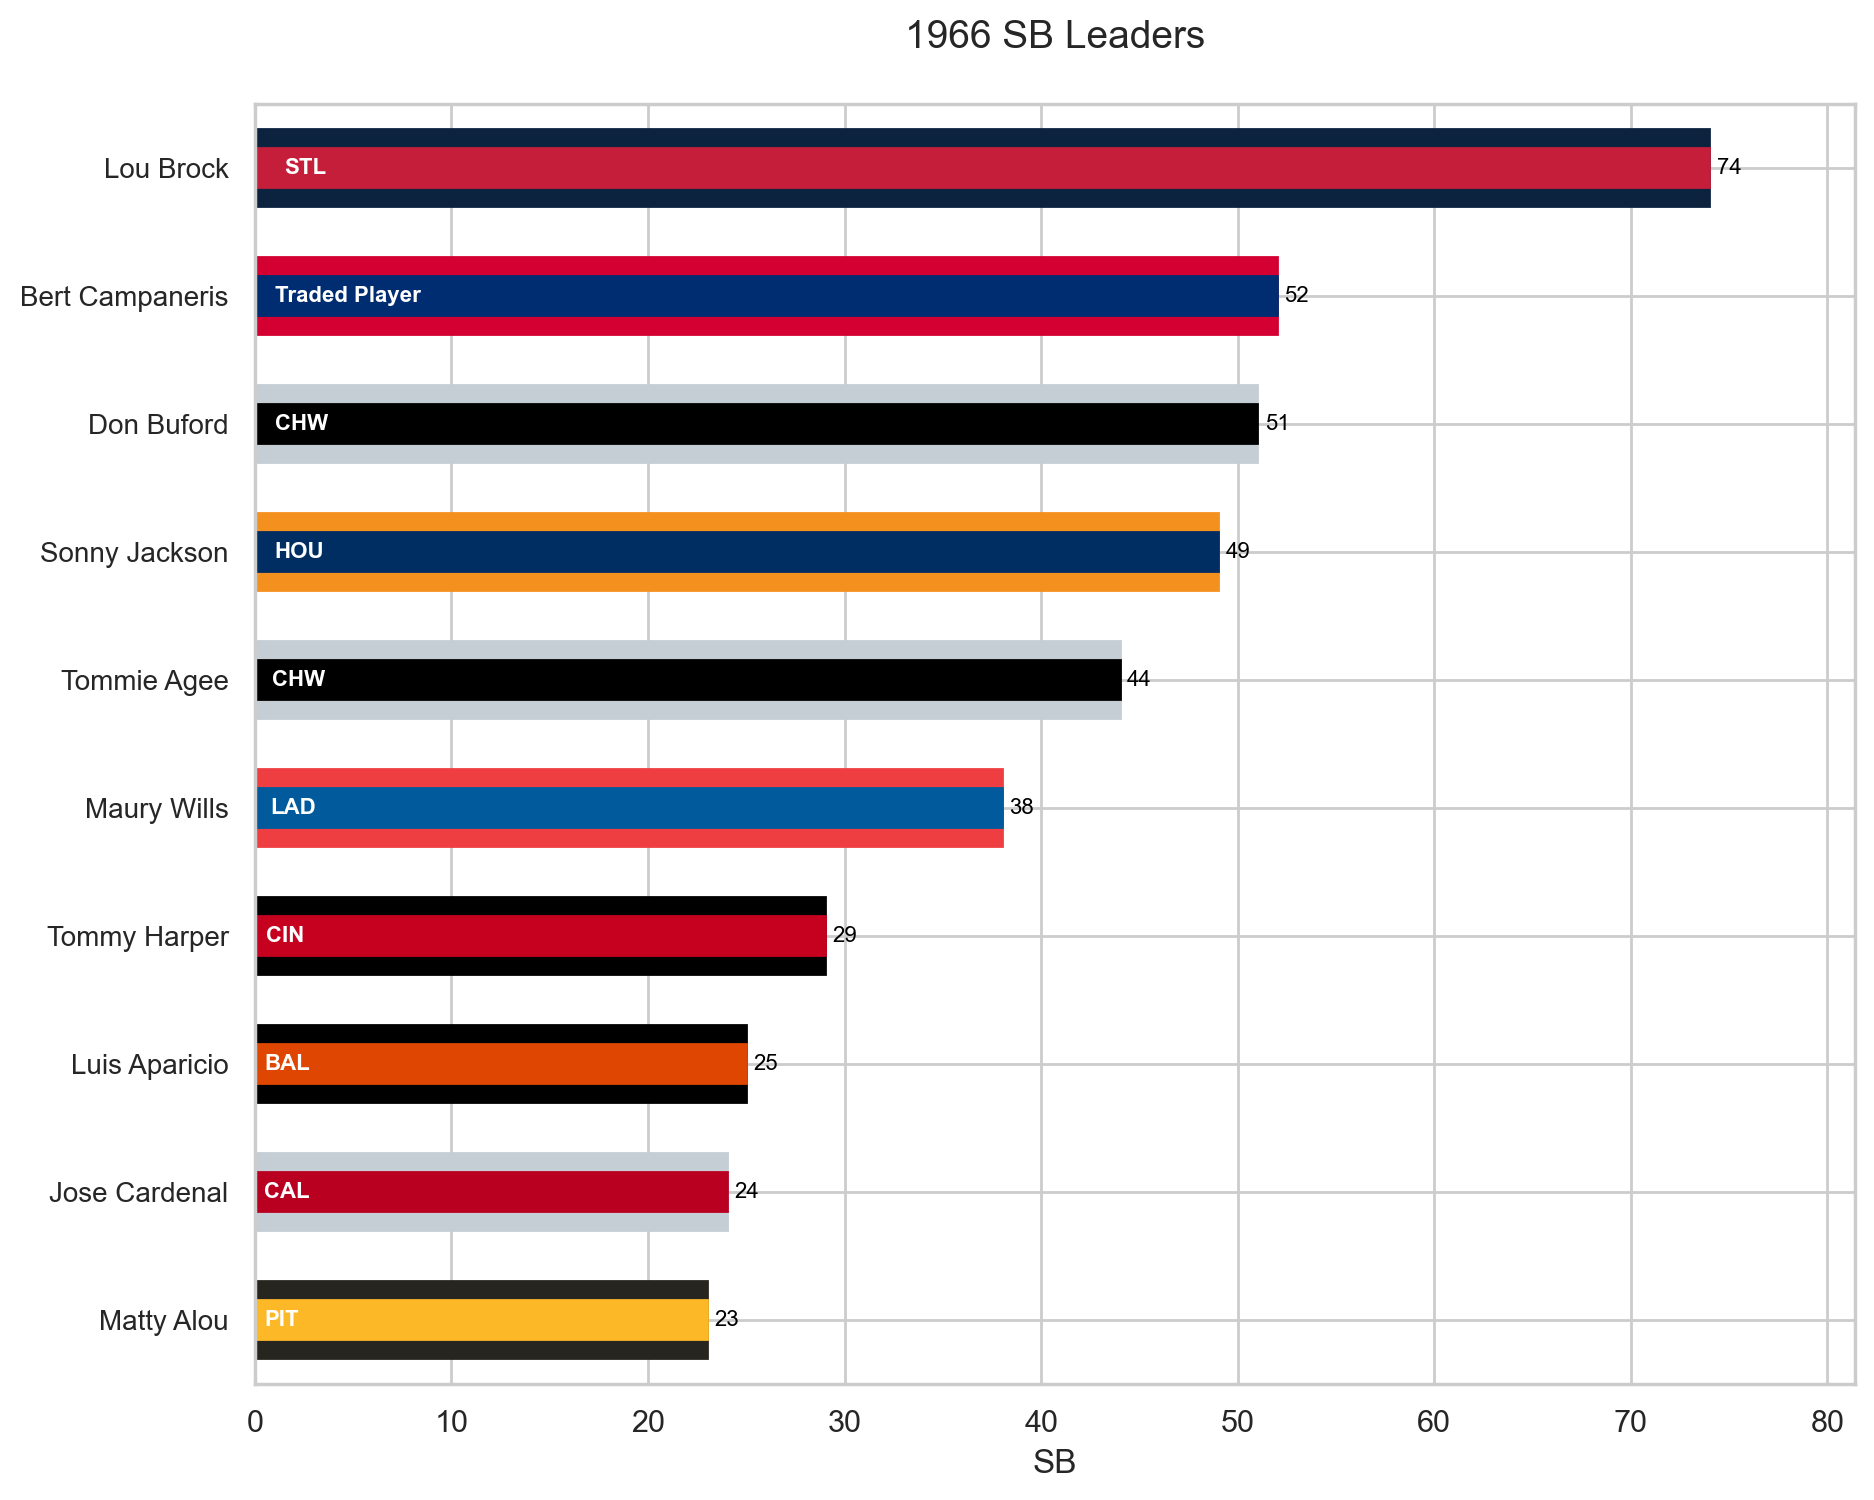 1966 SB Leaders
Lou Brock STL 74
Bert Campaneris Traded Player 52
Don Buford CHW 51
Sonny Jackson HOU 49
Tommie Agee CHW 44
Maury Wills LAD 38
Tommy Harper CIN 29
Luis Aparicio BAL 25
Jose Cardenal CAL 24
Matty Alou PIT 23
0 10 20 30 40 50 60 70 80
SB